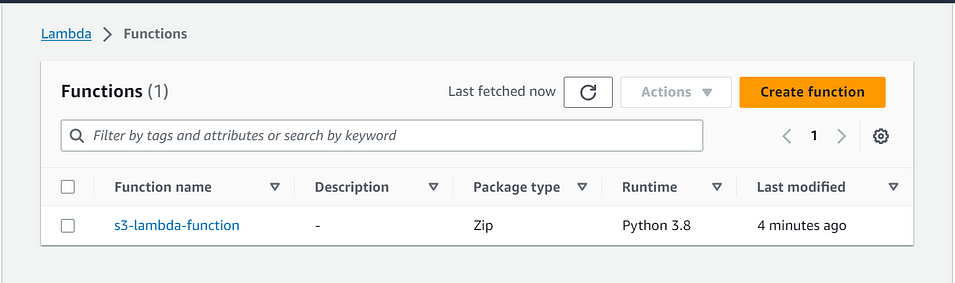 Lambda > Functions
Functions (1) Last fetched now Actions Create function
Filter by tags and attributes or search by keyword 1
Function name Description Package type Runtime Last modified
s3-lambda-function - Zip Python 3.8 4 minutes ago